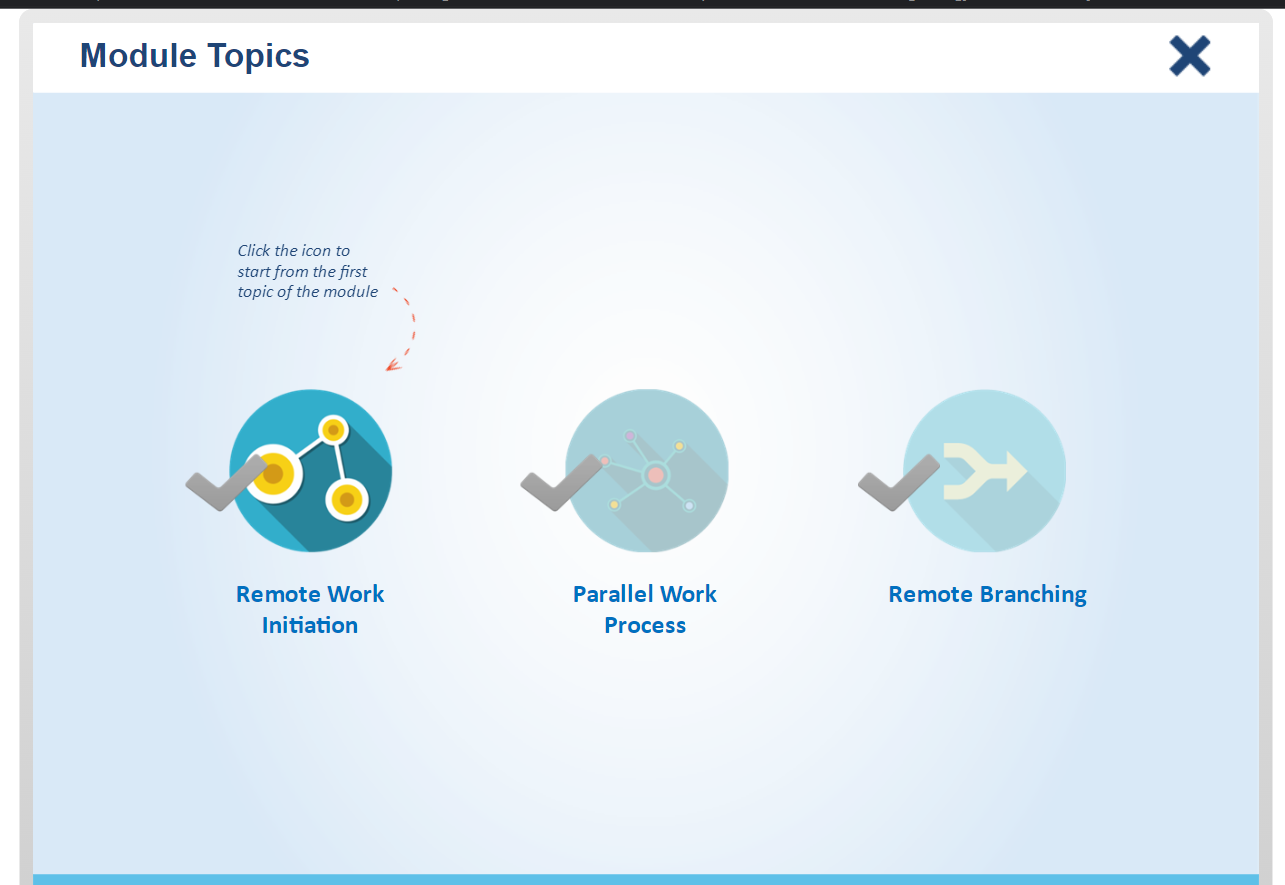 Module Topics
Click the icon to
start from the first
topic of the module
Remote Work
Initiation
Parallel Work
Process
Remote Branching